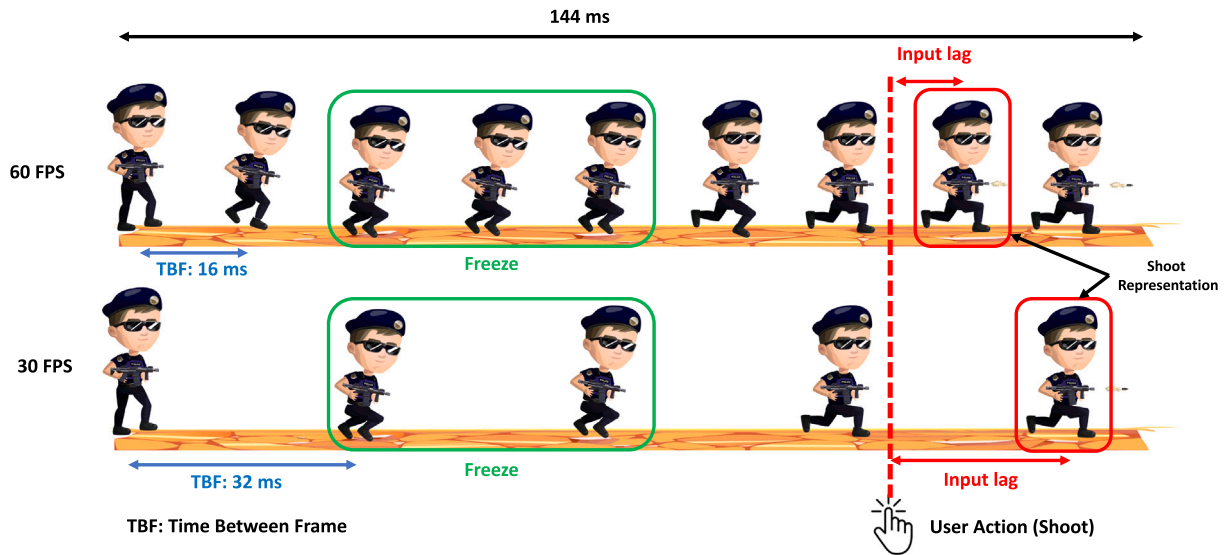 144 ms
Input lag
60 FPS
Freeze
TBF: 16 ms
Shoot
Representation
30 FPS
Freeze
TBF: 32 ms
Input lag
TBF: Time Between Frame
User Action (Shoot)